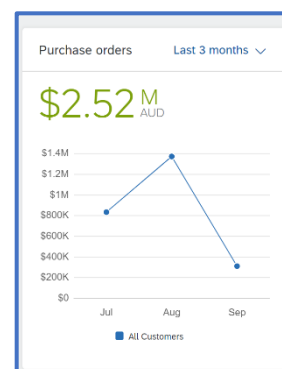 Purchase orders Last 3 months
$2.52 M AUD
$1.4M
$1.2M
$1M
$800K
$600K
$400K
$200K
$0
Jul Aug Sep
All Customers